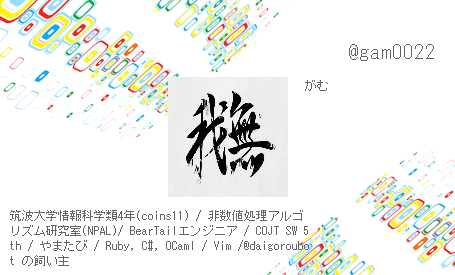 @gam0022
がむ
我無
筑波大学情報科学類4年(coins11) / 非数値処理アルゴ
リズム研究室(NPAL)/ BearTailエンジニア / COJT SW 5
th / やまたび / Ruby, C#, OCaml / Vim /@daigoroubo
t の飼い主